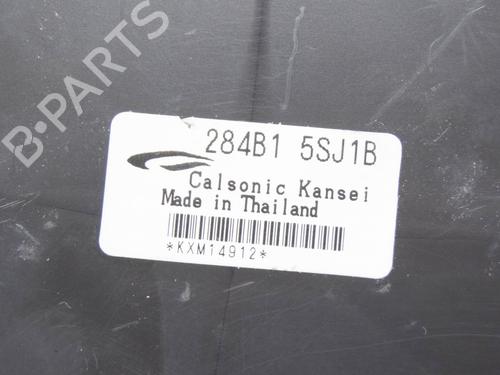 B-PARTS
284B1 5SJ1B
Calsonic Kansei
Made in Thailand
*KXM14912*